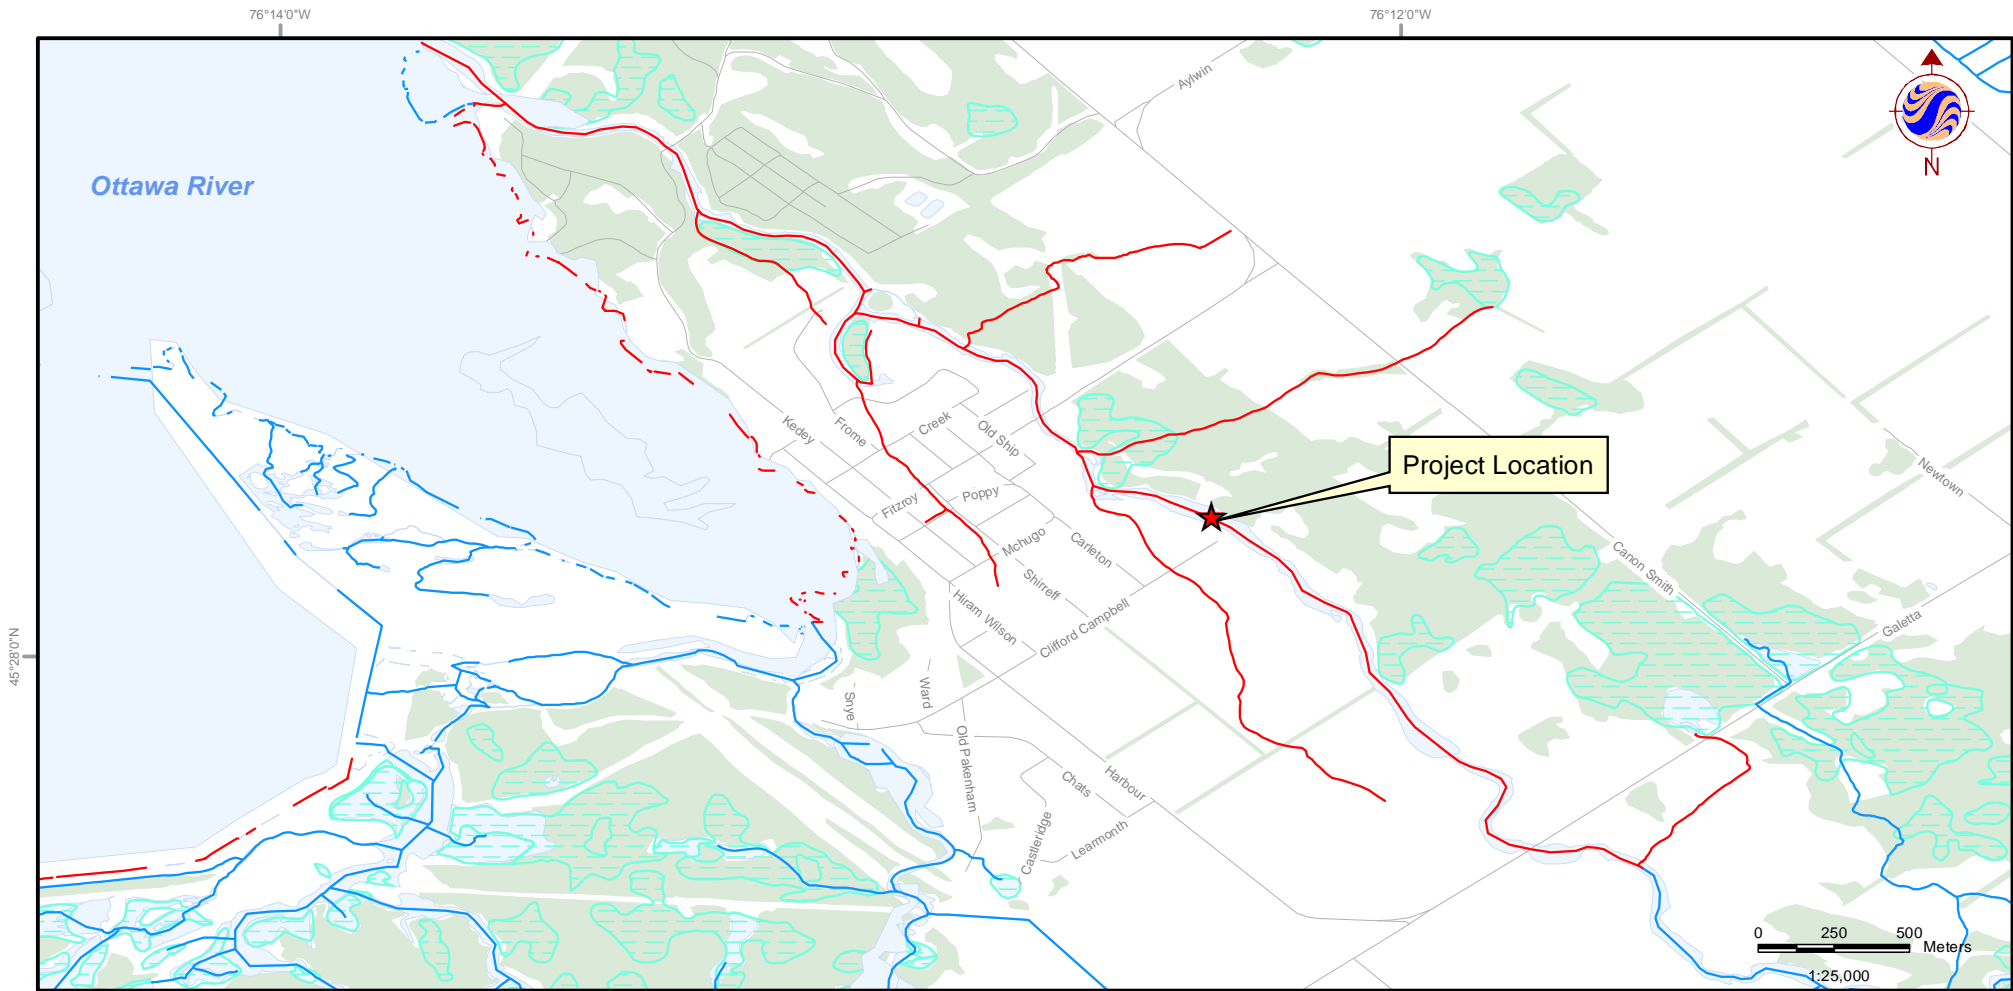 76°14'0"W
76°12'0"W
Aylwin
N
Ottawa River
Kedey
Frome
Creek
Old Ship
Project Location
Newtown
Fitzroy
Poppy
Mchugo
Carleton
Canon Smith
Shirreff
Hiram Wilson
Clifford Campbell
Galetta
45°28'0"N
Snye
Ward
Old Pakenham
Chats
Harbour
Castleridge
Learmonth
0 250 500
Meters
1:25,000